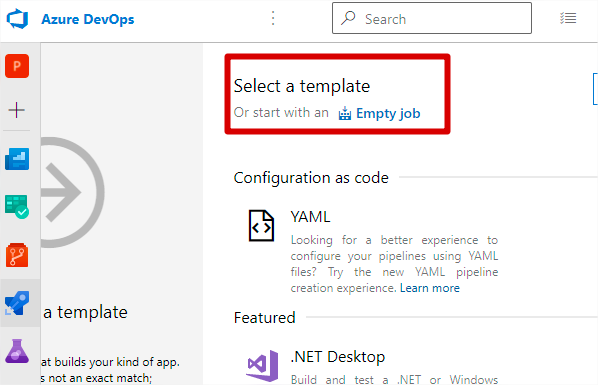 Azure DevOps
Search
P
Select a template
Or start with an Empty job
Configuration as code
YAML
Looking for a better experience to
configure your pipelines using YAML
files? Try the new YAML pipeline
creation experience. Learn more
a template
Featured
.NET Desktop
at builds your kind of app.
s not an exact match;
Build and test a .NET or Windows